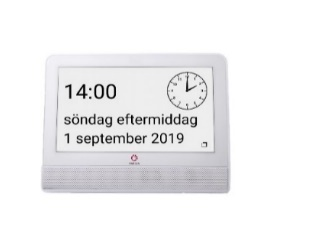 14:00
söndag eftermiddag
1 september 2019